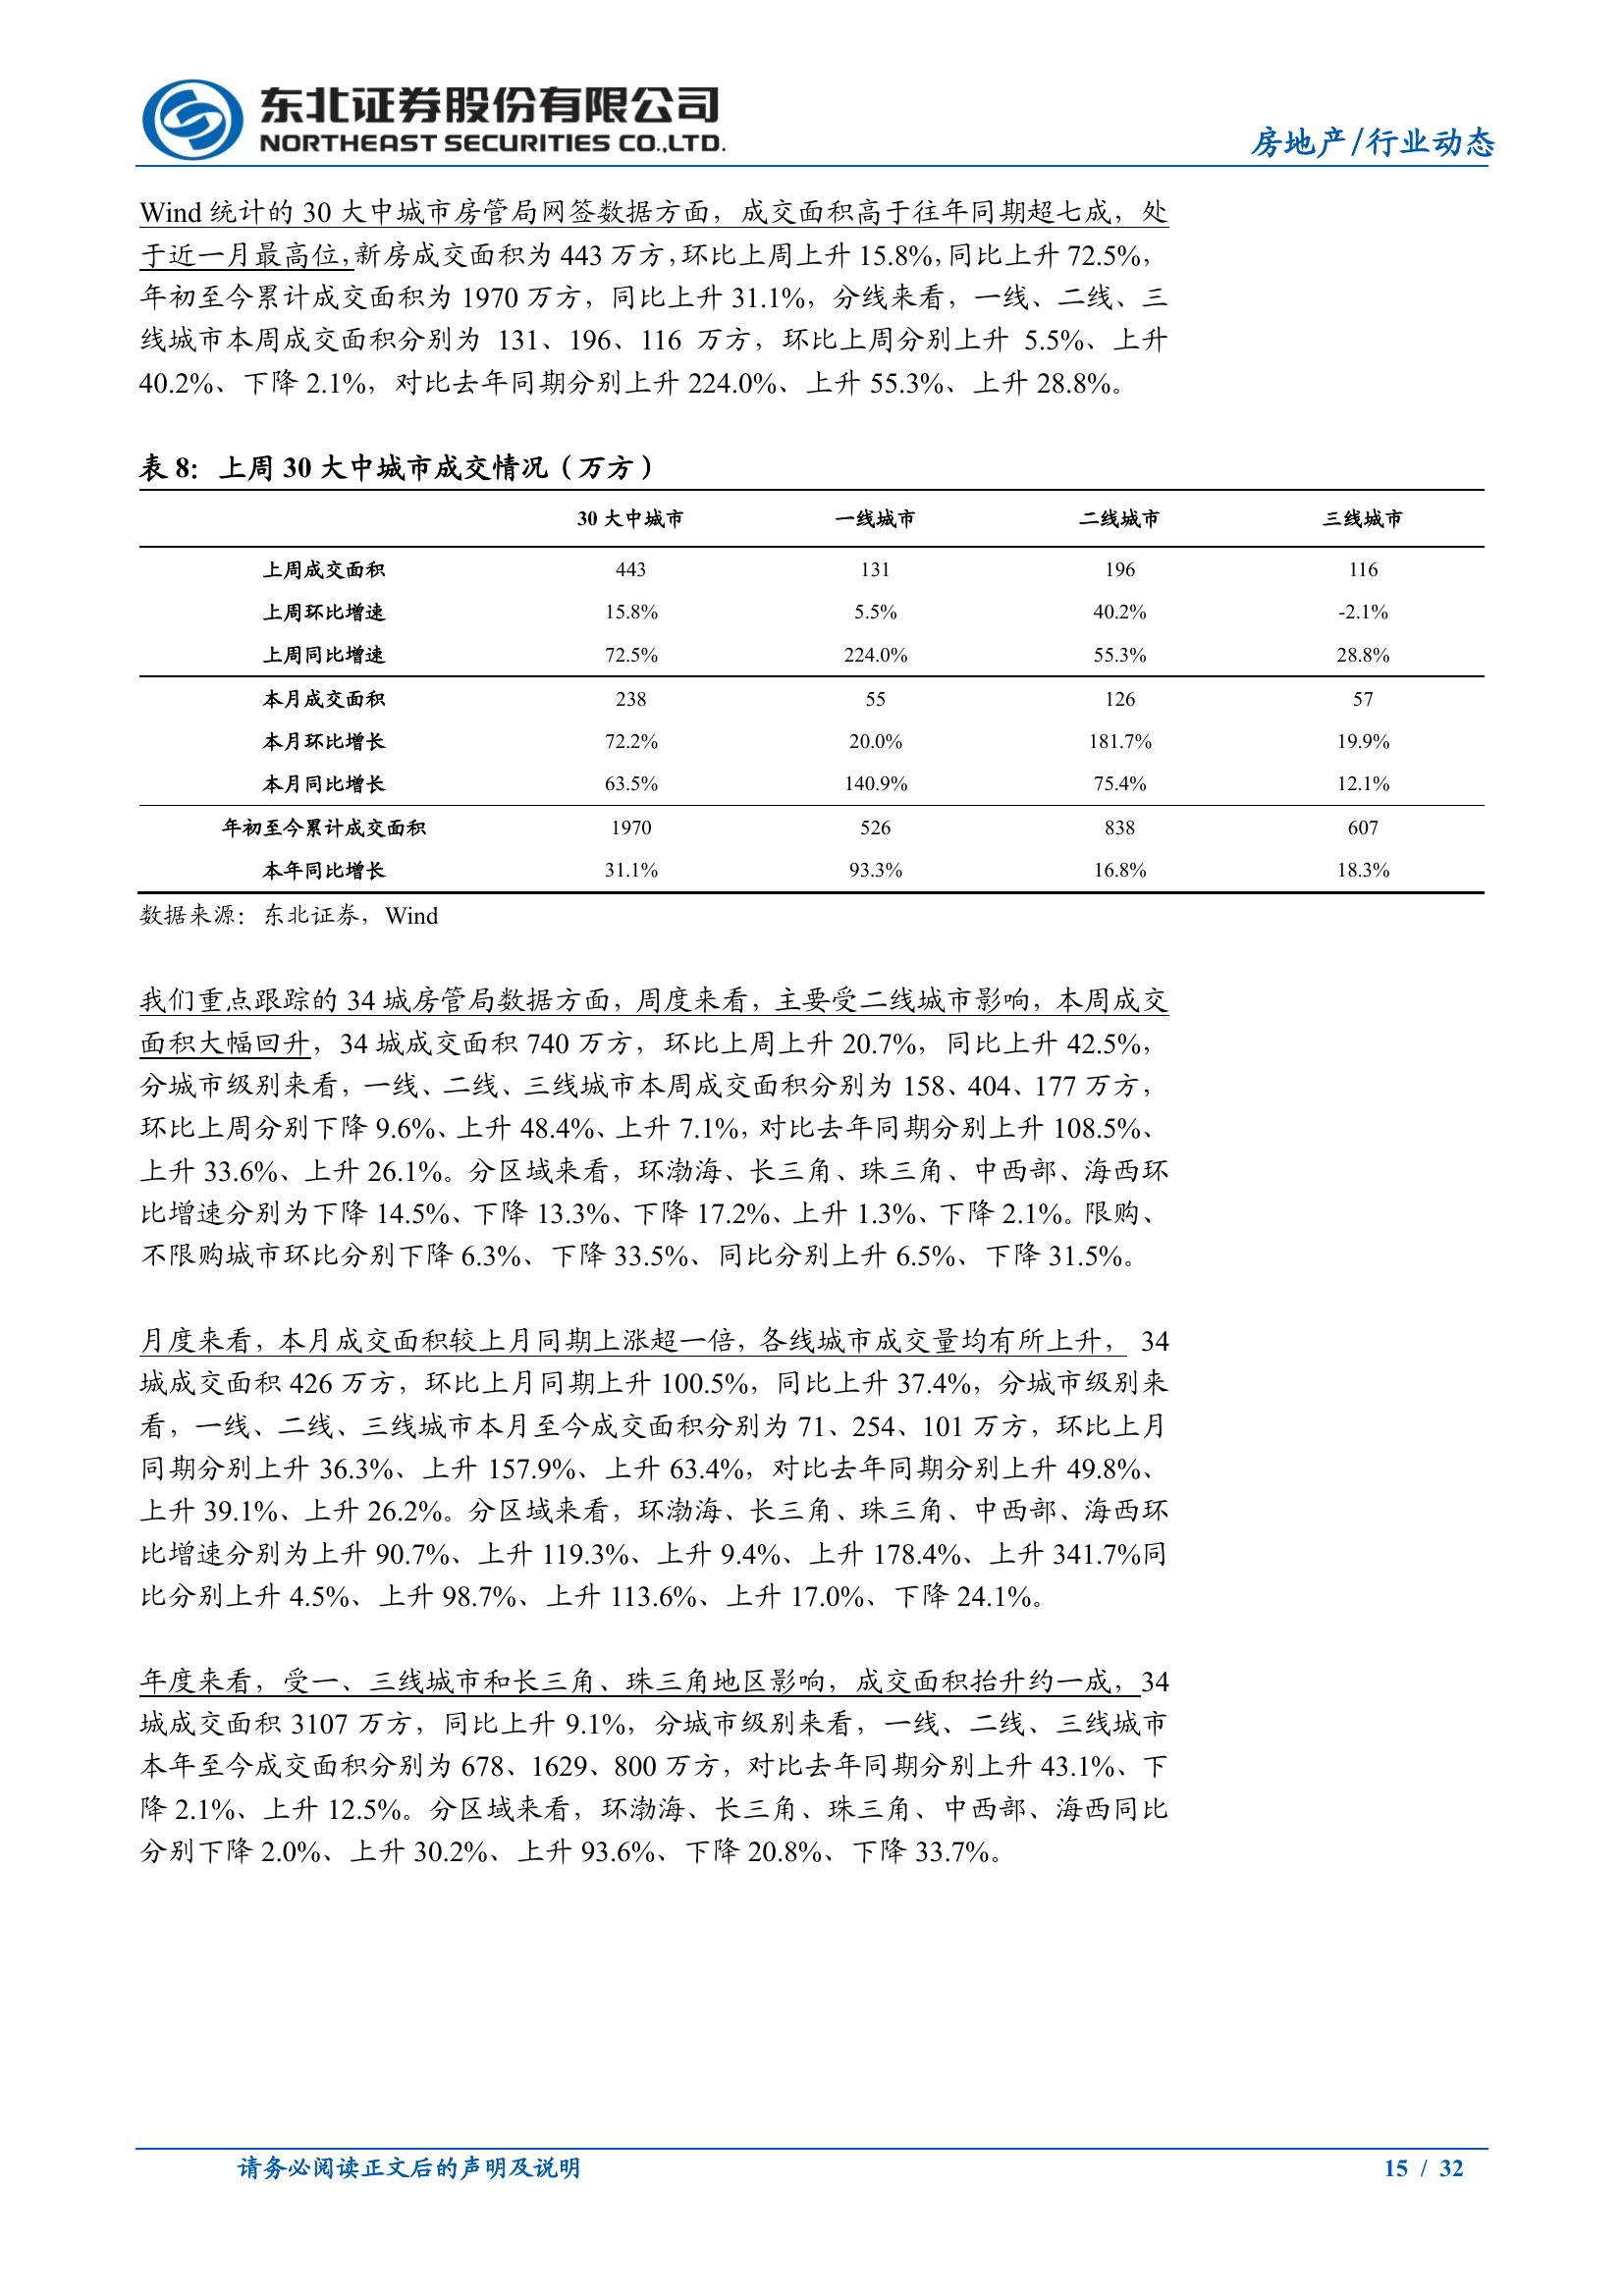 东北证券股份有限公司
NORTHEAST SECURITIES CO.,LTD.
房地产/行业动态
Wind 统计的 30 大中城市房管局网签数据方面，成交面积高于往年同期超七成，处
于近一月最高位，新房成交面积为 443 万方，环比上周上升 15.8%，同比上升 72.5%，
年初至今累计成交面积为 1970 万方，同比上升 31.1%，分线来看，一线、二线、三
线城市本周成交面积分别为 131、196、116 万方，环比上周分别上升 5.5%、上升
40.2%、下降 2.1%，对比去年同期分别上升 224.0%、上升 55.3%、上升 28.8%。
表 8：上周 30 大中城市成交情况（万方）
30 大中城市 一线城市 二线城市 三线城市
上周成交面积 443 131 196 116
上周环比增速 15.8% 5.5% 40.2% -2.1%
上周同比增速 72.5% 224.0% 55.3% 28.8%
本月成交面积 238 55 126 57
本月环比增长 72.2% 20.0% 181.7% 19.9%
本月同比增长 63.5% 140.9% 75.4% 12.1%
年初至今累计成交面积 1970 526 838 607
本年同比增长 31.1% 93.3% 16.8% 18.3%
数据来源：东北证券，Wind
我们重点跟踪的 34 城房管局数据方面，周度来看，主要受二线城市影响，本周成交
面积大幅回升，34 城成交面积 740 万方，环比上周上升 20.7%，同比上升 42.5%，
分城市级别来看，一线、二线、三线城市本周成交面积分别为 158、404、177 万方，
环比上周分别下降 9.6%、上升 48.4%、上升 7.1%，对比去年同期分别上升 108.5%、
上升 33.6%、上升 26.1%。分区域来看，环渤海、长三角、珠三角、中西部、海西环
比增速分别为下降 14.5%、下降 13.3%、下降 17.2%、上升 1.3%、下降 2.1%。限购、
不限购城市环比分别下降 6.3%、下降 33.5%、同比分别上升 6.5%、下降 31.5%。
月度来看，本月成交面积较上月同期上涨超一倍，各线城市成交量均有所上升， 34
城成交面积 426 万方，环比上月同期上升 100.5%，同比上升 37.4%，分城市级别来
看，一线、二线、三线城市本月至今成交面积分别为 71、254、101 万方，环比上月
同期分别上升 36.3%、上升 157.9%、上升 63.4%，对比去年同期分别上升 49.8%、
上升 39.1%、上升 26.2%。分区域来看，环渤海、长三角、珠三角、中西部、海西环
比增速分别为上升 90.7%、上升 119.3%、上升 9.4%、上升 178.4%、上升 341.7%同
比分别上升 4.5%、上升 98.7%、上升 113.6%、上升 17.0%、下降 24.1%。
年度来看，受一、三线城市和长三角、珠三角地区影响，成交面积抬升约一成，34
城成交面积 3107 万方，同比上升 9.1%，分城市级别来看，一线、二线、三线城市
本年至今成交面积分别为 678、1629、800 万方，对比去年同期分别上升 43.1%、下
降 2.1%、上升 12.5%。分区域来看，环渤海、长三角、珠三角、中西部、海西同比
分别下降 2.0%、上升 30.2%、上升 93.6%、下降 20.8%、下降 33.7%。
请务必阅读正文后的声明及说明
15 / 32